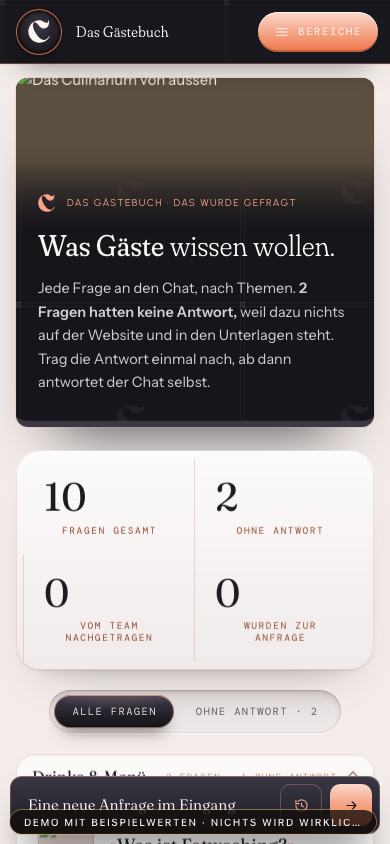 Das Gästebuch
BEREICHE
Das Culinarium von aussen
DAS GÄSTEBUCH · DAS WURDE GEFRAGT
Was Gäste wissen wollen.
Jede Frage an den Chat, nach Themen. 2
Fragen hatten keine Antwort, weil dazu nichts
auf der Website und in den Unterlagen steht.
Trag die Antwort einmal nach, ab dann
antwortet der Chat selbst.
10
FRAGEN GESAMT
2
OHNE ANTWORT
0
VOM TEAM
NACHGETRAGEN
0
WURDEN ZUR
ANFRAGE
ALLE FRAGEN
OHNE ANTWORT · 2
Drinks & Menü
Eine neue Anfrage im Eingang
DEMO MIT BEISPIELWERTEN · NICHTS WIRD WIRKLIC…